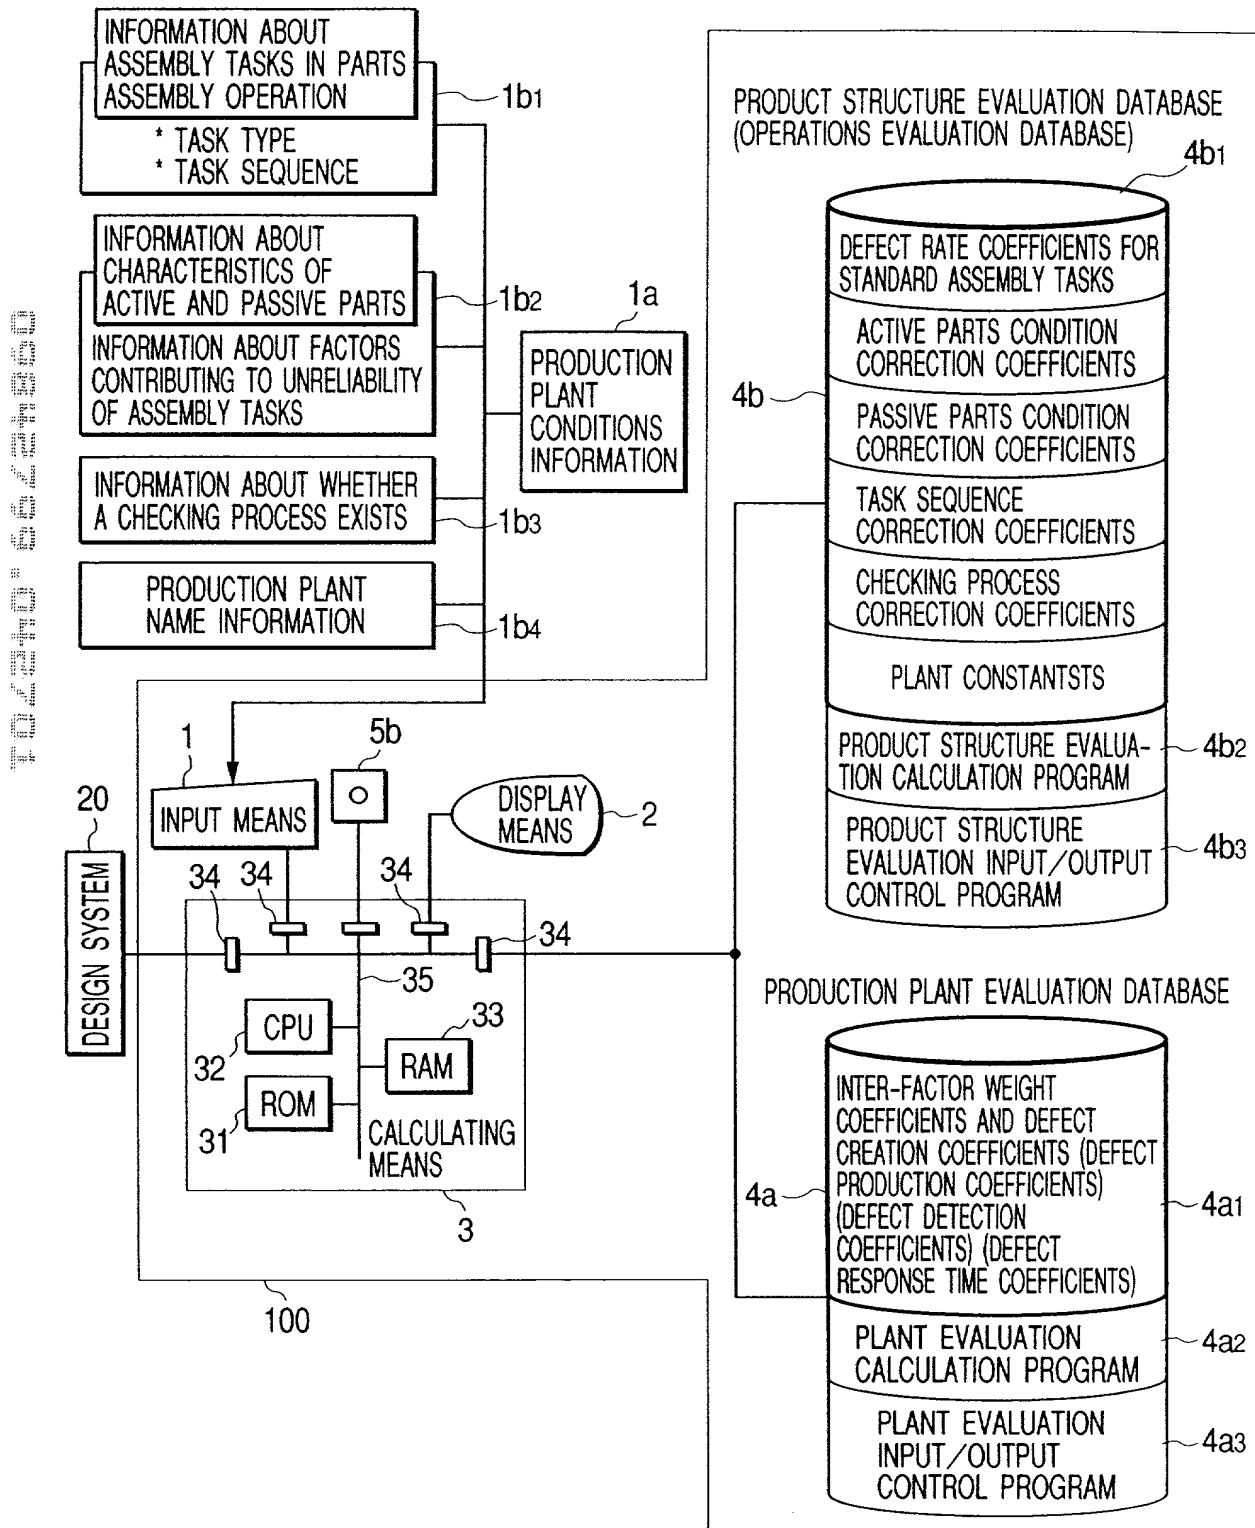 INFORMATION ABOUT
ASSEMBLY TASKS IN PARTS
ASSEMBLY OPERATION
* TASK TYPE
* TASK SEQUENCE
1b1
INFORMATION ABOUT
CHARACTERISTICS OF
ACTIVE AND PASSIVE PARTS
1b2
INFORMATION ABOUT FACTORS
CONTRIBUTING TO UNRELIABILITY
OF ASSEMBLY TASKS
INFORMATION ABOUT WHETHER
A CHECKING PROCESS EXISTS
1b3
PRODUCTION PLANT
NAME INFORMATION
1b4
1a
PRODUCTION
PLANT
CONDITIONS
INFORMATION
09842799.042701
1
INPUT MEANS
5b
DISPLAY
MEANS
2
20
DESIGN SYSTEM
34
34
34
34
35
CPU
32
33
RAM
ROM
31
CALCULATING
MEANS
3
100
PRODUCT STRUCTURE EVALUATION DATABASE
(OPERATIONS EVALUATION DATABASE)
4b1
DEFECT RATE COEFFICIENTS FOR
STANDARD ASSEMBLY TASKS
ACTIVE PARTS CONDITION
CORRECTION COEFFICIENTS
4b
PASSIVE PARTS CONDITION
CORRECTION COEFFICIENTS
TASK SEQUENCE
CORRECTION COEFFICIENTS
CHECKING PROCESS
CORRECTION COEFFICIENTS
PLANT CONSTANTSTS
PRODUCT STRUCTURE EVALUA-
TION CALCULATION PROGRAM
4b2
PRODUCT STRUCTURE
EVALUATION INPUT/OUTPUT
CONTROL PROGRAM
4b3
PRODUCTION PLANT EVALUATION DATABASE
INTER-FACTOR WEIGHT
COEFFICIENTS AND DEFECT
CREATION COEFFICIENTS (DEFECT
PRODUCTION COEFFICIENTS)
(DEFECT DETECTION
COEFFICIENTS) (DEFECT
RESPONSE TIME COEFFICIENTS)
4a
4a1
PLANT EVALUATION
CALCULATION PROGRAM
4a2
PLANT EVALUATION
INPUT/OUTPUT
CONTROL PROGRAM
4a3